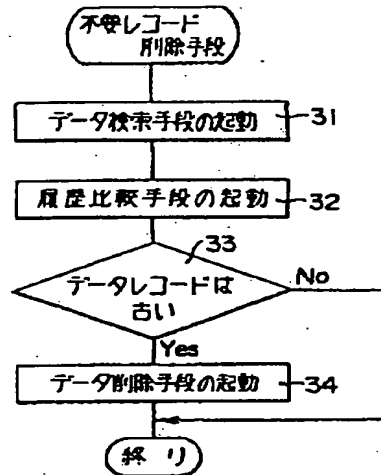 不要レコード
削除手段
データ検索手段の起動
31
履歴比較手段の起動
32
33
データレコードは
古い
No
Yes
データ削除手段の起動
34
終り